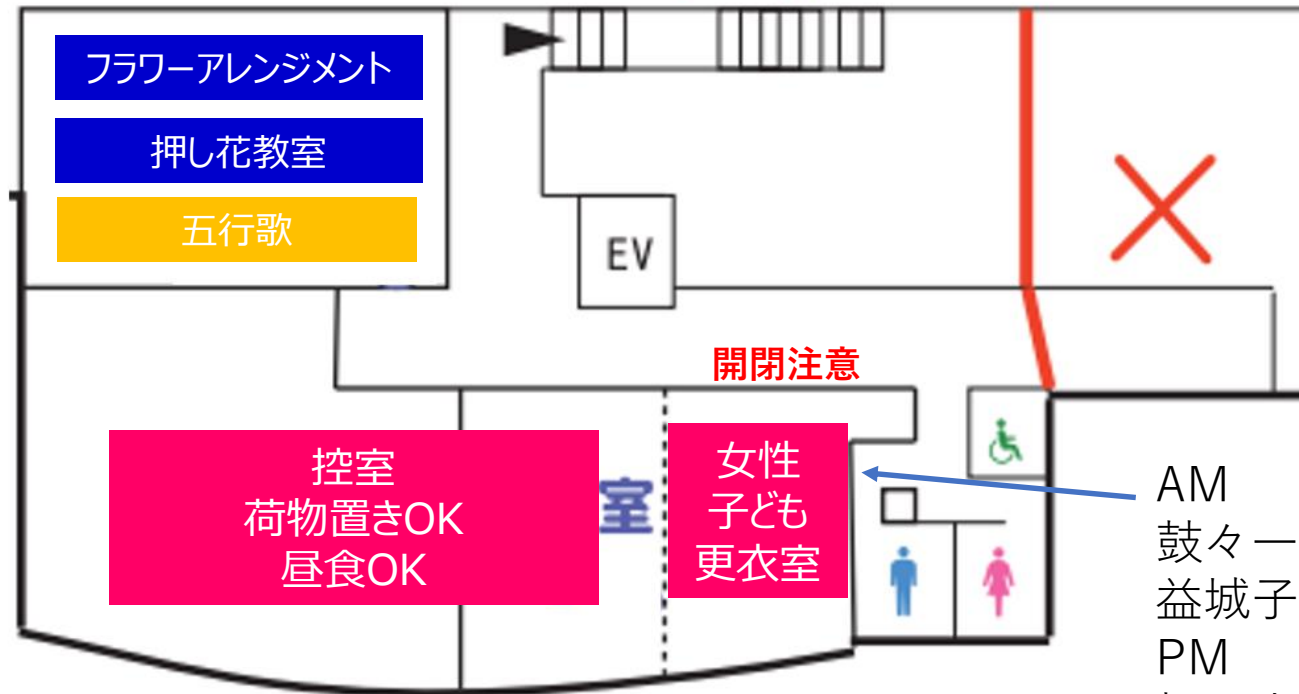 フラワーアレンジメント
押し花教室
五行歌
EV
開閉注意
控室
荷物置きOK
昼食OK
室
女性
子ども
更衣室
AM
鼓々一
益城子
PM